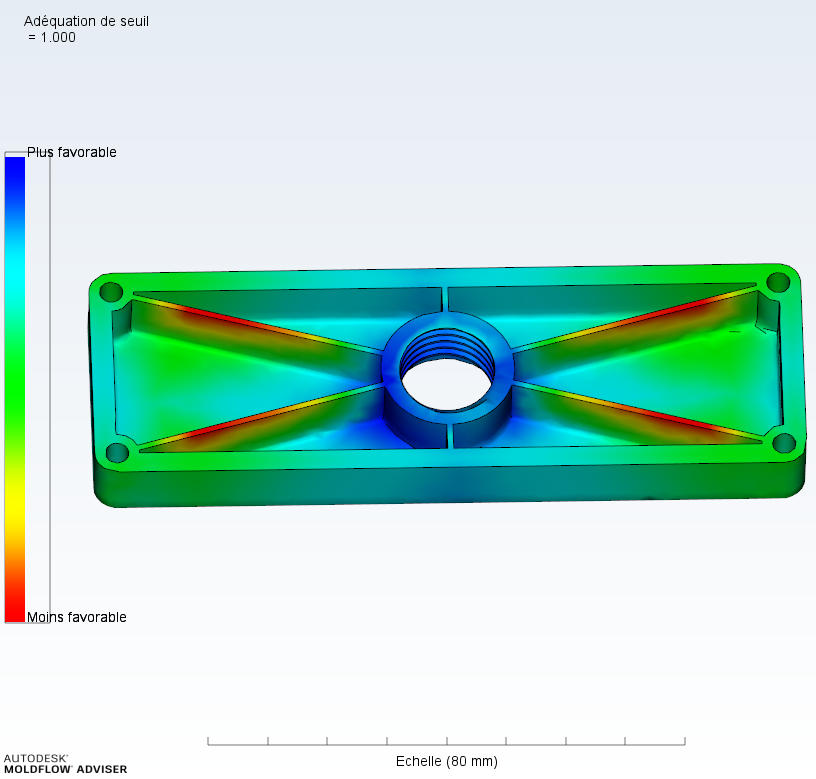 Adéquation de seuil
= 1.000
Plus favorable
Moins favorable
Echelle (80 mm)
AUTODESK®
MOLDFLOW® ADVISER